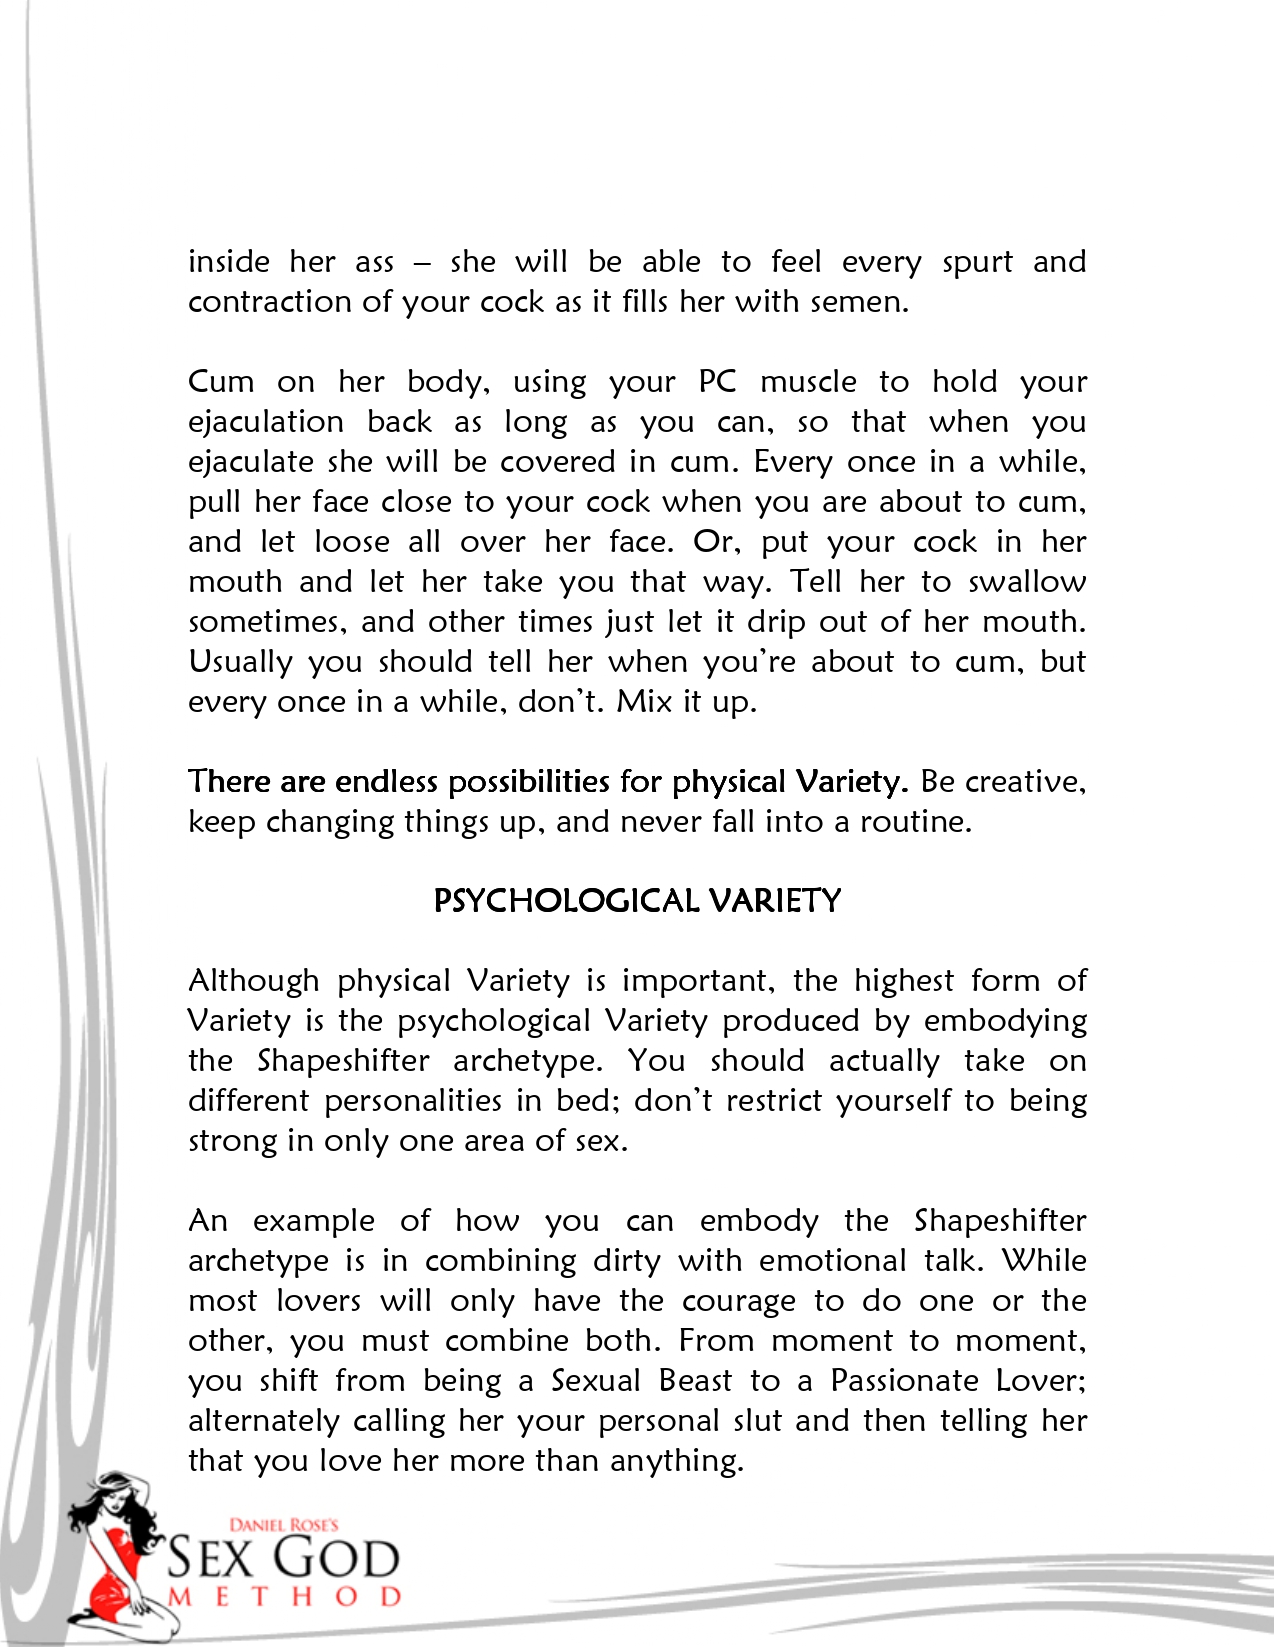 inside her ass – she will be able to feel every spurt and
contraction of your cock as it fills her with semen.
Cum on her body, using your PC muscle to hold your
ejaculation back as long as you can, so that when you
ejaculate she will be covered in cum. Every once in a while,
pull her face close to your cock when you are about to cum,
and let loose all over her face. Or, put your cock in her
mouth and let her take you that way. Tell her to swallow
sometimes, and other times just let it drip out of her mouth.
Usually you should tell her when you’re about to cum, but
every once in a while, don’t. Mix it up.
There are endless possibilities for physical Variety. Be creative,
keep changing things up, and never fall into a routine.
PSYCHOLOGICAL VARIETY
Although physical Variety is important, the highest form of
Variety is the psychological Variety produced by embodying
the Shapeshifter archetype. You should actually take on
different personalities in bed; don’t restrict yourself to being
strong in only one area of sex.
An example of how you can embody the Shapeshifter
archetype is in combining dirty with emotional talk. While
most lovers will only have the courage to do one or the
other, you must combine both. From moment to moment,
you shift from being a Sexual Beast to a Passionate Lover;
alternately calling her your personal slut and then telling her
that you love her more than anything.
DANIEL ROSE'S
SEX GOD
METHOD